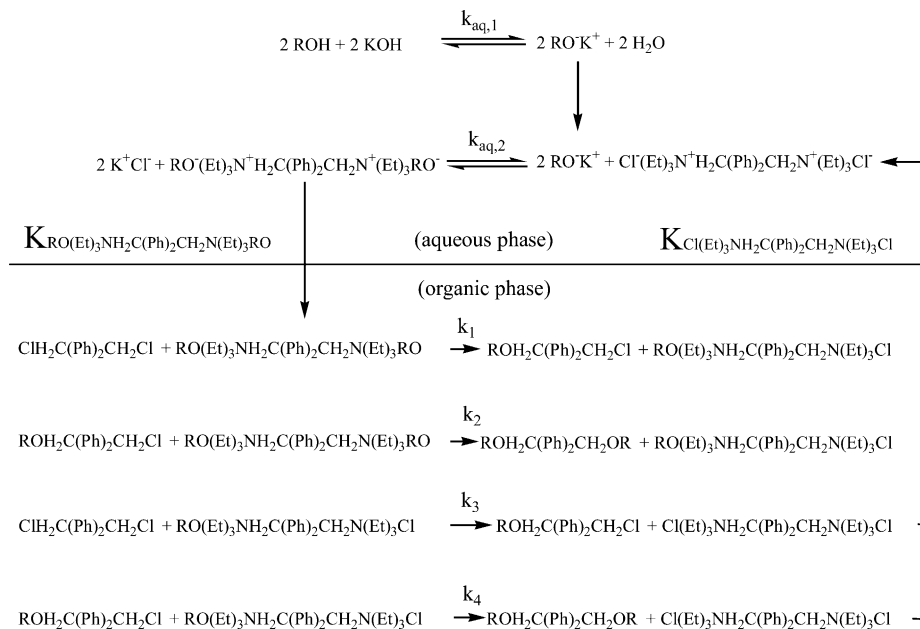 k_aq,1
2 ROH + 2 KOH ⇌ 2 RO⁻K⁺ + 2 H₂O
k_aq,2
2 K⁺Cl⁻ + RO⁻(Et)₃N⁺H₂C(Ph)₂CH₂N⁺(Et)₃RO⁻ ⇌ 2 RO⁻K⁺ + Cl⁻(Et)₃N⁺H₂C(Ph)₂CH₂N⁺(Et)₃Cl⁻
K_RO(Et)₃NH₂C(Ph)₂CH₂N(Et)₃RO (aqueous phase) K_Cl(Et)₃NH₂C(Ph)₂CH₂N(Et)₃Cl
(organic phase)
k₁
ClH₂C(Ph)₂CH₂Cl + RO(Et)₃NH₂C(Ph)₂CH₂N(Et)₃RO → ROH₂C(Ph)₂CH₂Cl + RO(Et)₃NH₂C(Ph)₂CH₂N(Et)₃Cl
k₂
ROH₂C(Ph)₂CH₂Cl + RO(Et)₃NH₂C(Ph)₂CH₂N(Et)₃RO → ROH₂C(Ph)₂CH₂OR + RO(Et)₃NH₂C(Ph)₂CH₂N(Et)₃Cl
k₃
ClH₂C(Ph)₂CH₂Cl + RO(Et)₃NH₂C(Ph)₂CH₂N(Et)₃Cl → ROH₂C(Ph)₂CH₂Cl + Cl(Et)₃NH₂C(Ph)₂CH₂N(Et)₃Cl
k₄
ROH₂C(Ph)₂CH₂Cl + RO(Et)₃NH₂C(Ph)₂CH₂N(Et)₃Cl → ROH₂C(Ph)₂CH₂OR + Cl(Et)₃NH₂C(Ph)₂CH₂N(Et)₃Cl